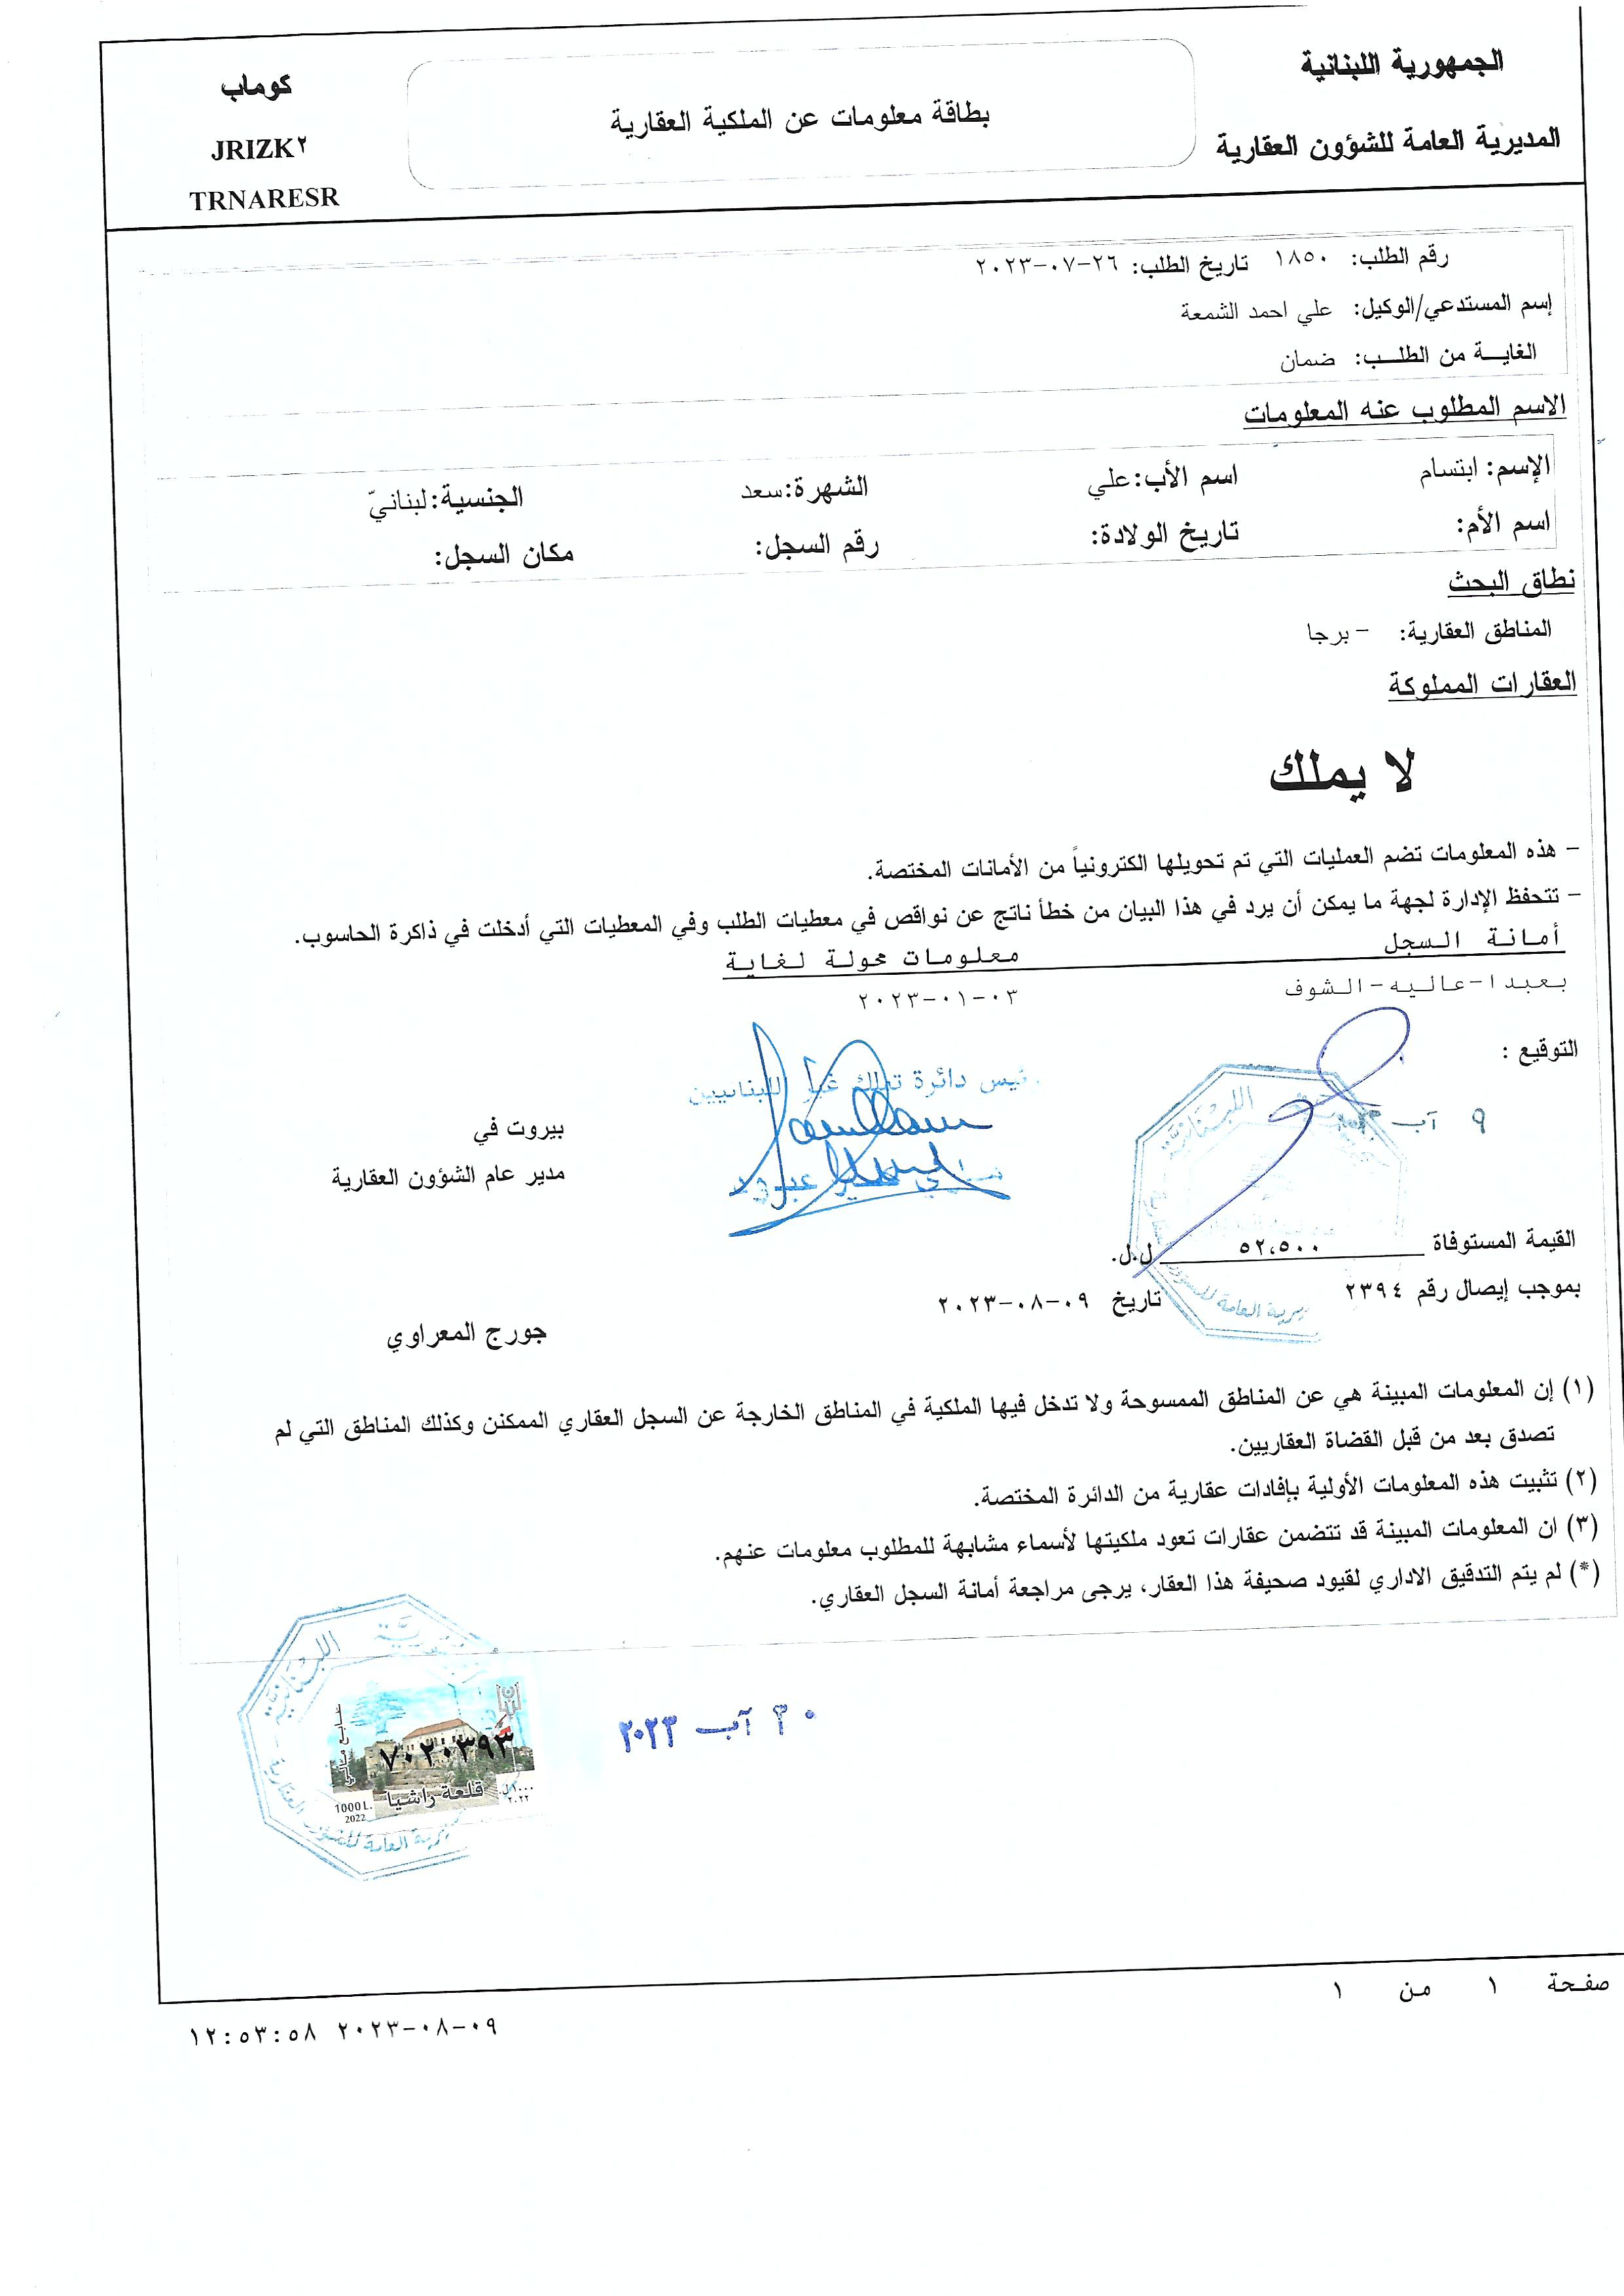 الجمهورية اللبنانية
المديرية العامة للشؤون العقارية
بطاقة معلومات عن الملكية العقارية
كوماب
JRIZK٢
TRNARESR
رقم الطلب: ١٨٥٠ تاريخ الطلب: ٢٦-٠٧-٢٠٢٣
إسم المستدعي/الوكيل: علي احمد الشمعة
الغايـــة من الطلـــب: ضمان
الاسم المطلوب عنه المعلومات
الإسم: ابتسام اسم الأب:علي الشهرة:سعد الجنسية:لبنانيّ
اسم الأم: تاريخ الولادة: رقم السجل: مكان السجل:
نطاق البحث
المناطق العقارية: - برجا
العقارات المملوكة
لا يملك
- هذه المعلومات تضم العمليات التي تم تحويلها الكترونياً من الأمانات المختصة.
- تتحفظ الإدارة لجهة ما يمكن أن يرد في هذا البيان من خطأ ناتج عن نواقص في معطيات الطلب وفي المعطيات التي أدخلت في ذاكرة الحاسوب.
أمانة السجل معلومات محولة لغاية
بعبدا-عاليه-الشوف ٠٣-٠١-٢٠٢٣
التوقيع :
رئيس دائرة تملك غير اللبنانيين
٩ آب
بيروت في
مدير عام الشؤون العقارية
القيمة المستوفاة ٥٢،٥٠٠ ل.ل.
بموجب إيصال رقم ٢٣٩٤ تاريخ ٠٩-٠٨-٢٠٢٣
جورج المعراوي
(١) إن المعلومات المبينة هي عن المناطق الممسوحة ولا تدخل فيها الملكية في المناطق الخارجة عن السجل العقاري الممكنن وكذلك المناطق التي لم
تصدق بعد من قبل القضاة العقاريين.
(٢) تثبيت هذه المعلومات الأولية بإفادات عقارية من الدائرة المختصة.
(٣) ان المعلومات المبينة قد تتضمن عقارات تعود ملكيتها لأسماء مشابهة للمطلوب معلومات عنهم.
(*) لم يتم التدقيق الاداري لقيود صحيفة هذا العقار، يرجى مراجعة أمانة السجل العقاري.
آب ٢٠٢٣
اللبنانية
طابع مالي
٧٠٢٠٣٩٣
قلعة راشيا
١٠٠٠ل.
٢٠٢٢
1000 L.
2022
صفحة ١ من ١
٠٩-٠٨-٢٠٢٣ ١٢:٥٣:٥٨